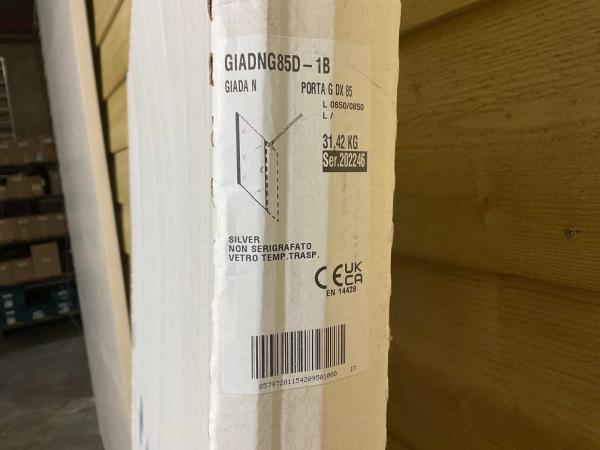 GIADNG85D-1B
GIADA N PORTA G DX 85
L 0850/0850
L /
31,42 KG
Ser.202246
SILVER
NON SERIGRAFATO
VETRO TEMP.TRASP.
CE UK CA
EN 14428
85797281154209501000
IT